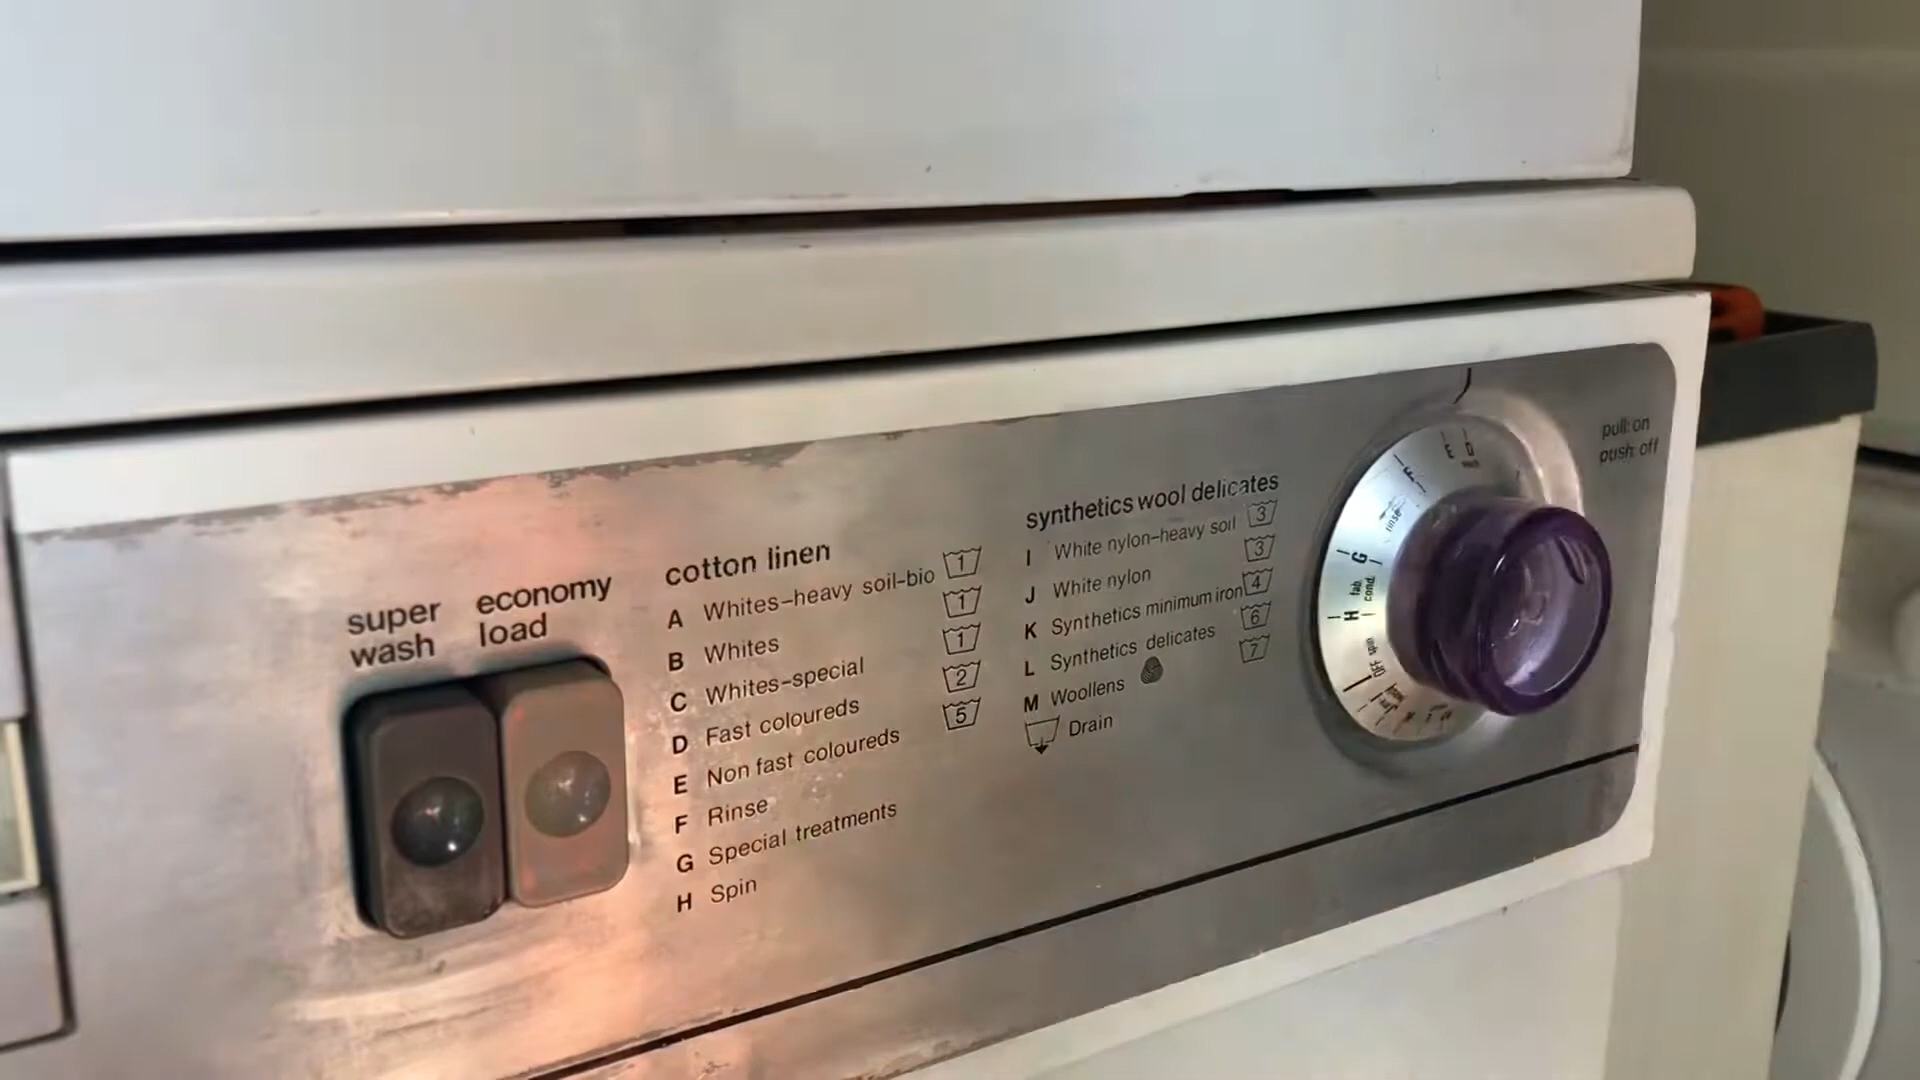 super
wash
economy
load
cotton linen
A Whites–heavy soil–bio 1
B Whites 1
C Whites–special 1
D Fast coloureds 2
E Non fast coloureds 5
F Rinse
G Special treatments
H Spin
synthetics wool delicates
I White nylon–heavy soil 3
J White nylon 3
K Synthetics minimum iron 4
L Synthetics delicates 6
M Woollens 7
Drain
pull: on
push: off
D
E
F
rinse
G
fab.
cond.
H
spin
OFF